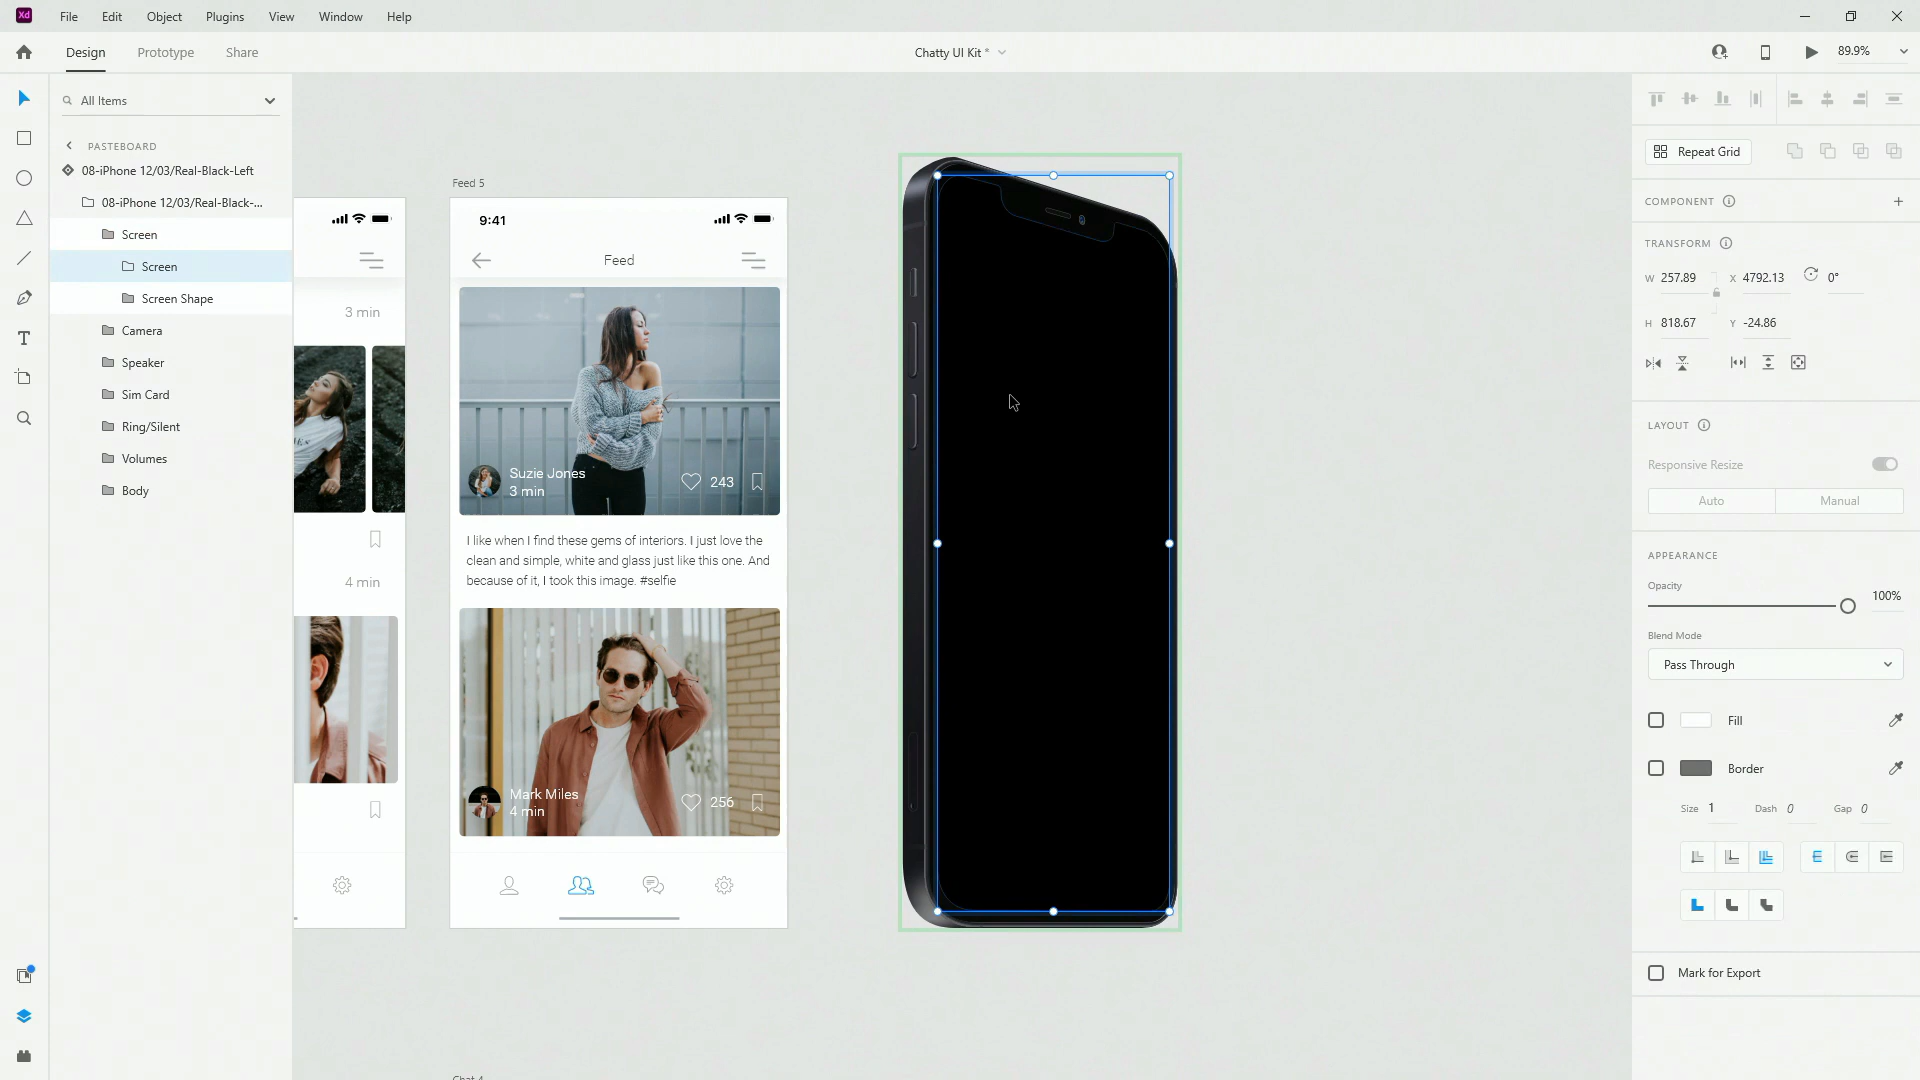 Xd File Edit Object Plugins View Window Help
Design Prototype Share
Chatty UI Kit *
89.9%
All Items
PASTEBOARD
08-iPhone 12/03/Real-Black-Left
08-iPhone 12/03/Real-Black-...
Screen
Screen
Screen Shape
Camera
Speaker
Sim Card
Ring/Silent
Volumes
Body
3 min
4 min
Feed 5
9:41
Feed
Suzie Jones
3 min
243
I like when I find these gems of interiors. I just love the
clean and simple, white and glass just like this one. And
because of it, I took this image. #selfie
Mark Miles
4 min
256
Chat 4
Repeat Grid
COMPONENT
TRANSFORM
W 257.89 X 4792.13 0°
H 818.67 Y -24.86
LAYOUT
Responsive Resize
Auto Manual
APPEARANCE
Opacity
100%
Blend Mode
Pass Through
Fill
Border
Size 1 Dash 0 Gap 0
Mark for Export